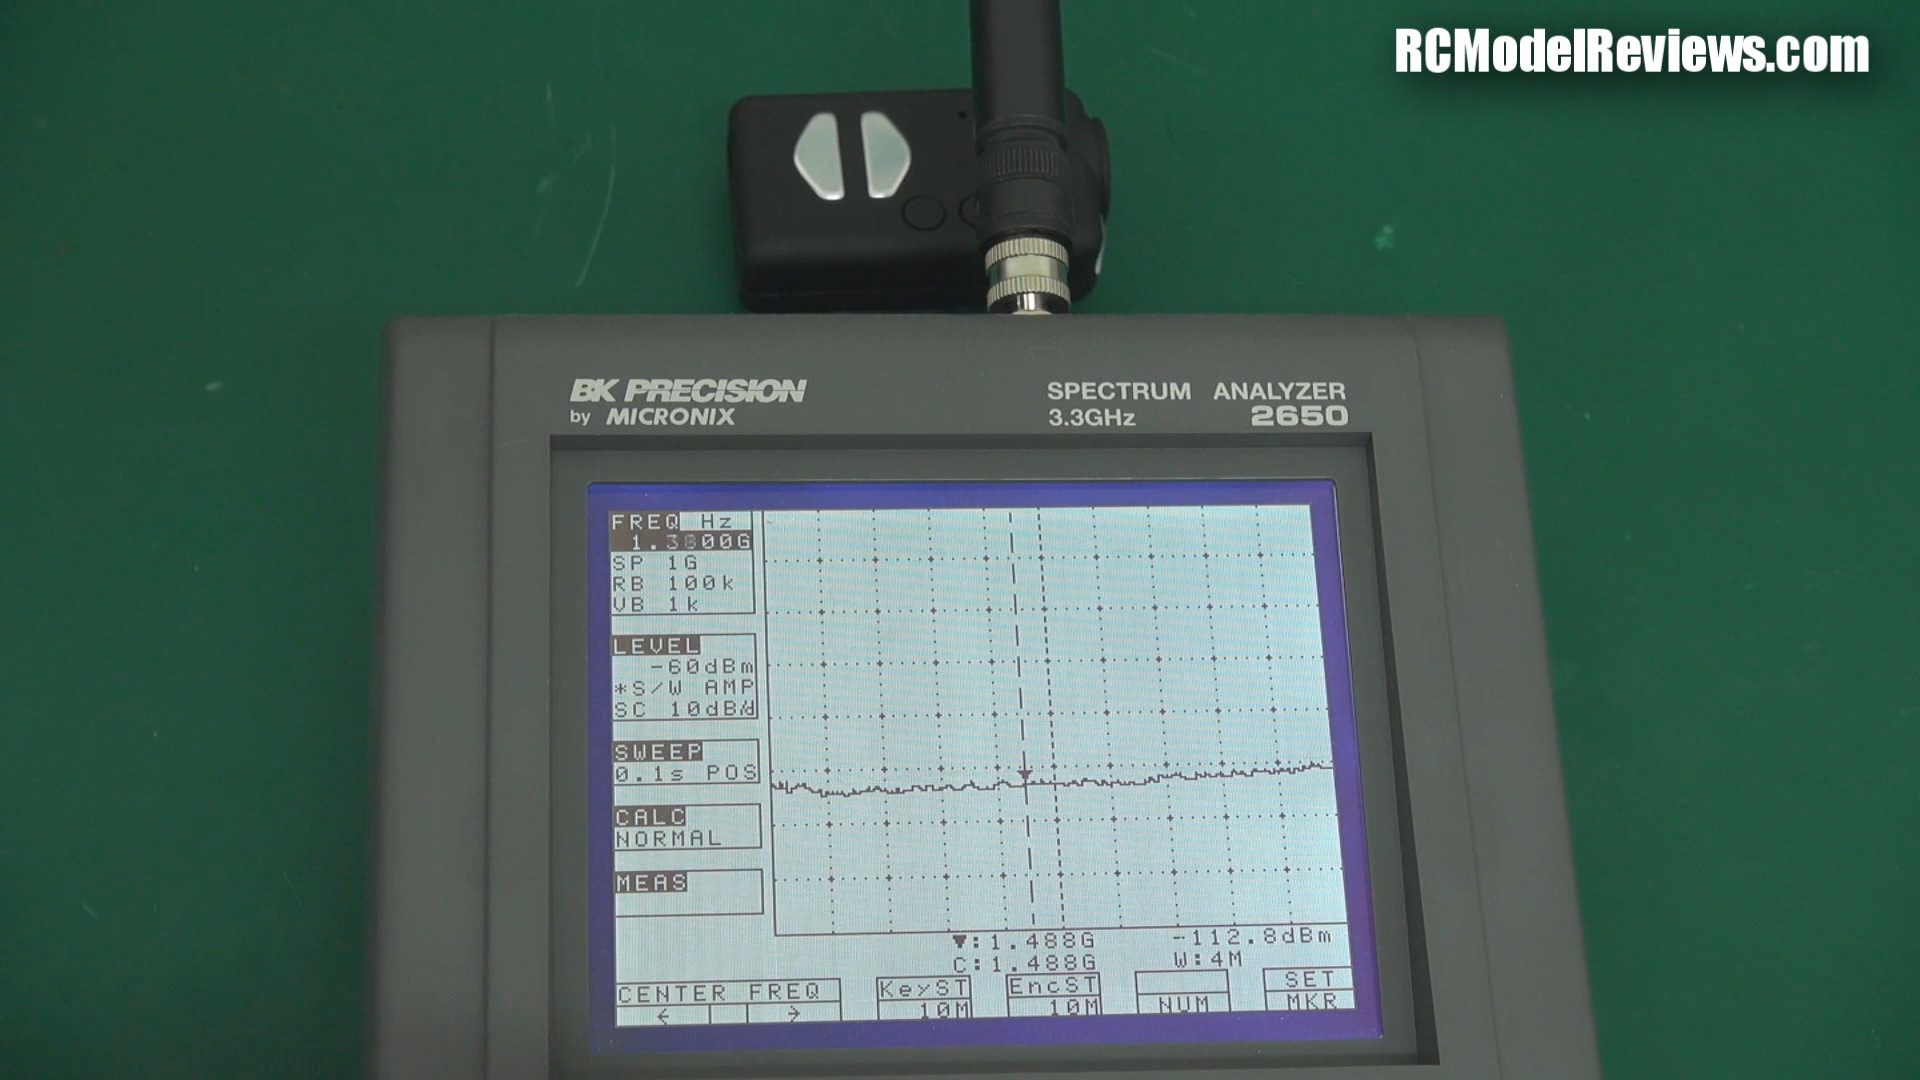 RCModelReviews.com
BK PRECISION
by MICRONIX
SPECTRUM ANALYZER
3.3GHz 2650
FREQ Hz
SP 1G
RB 100k
VB 1k
LEVEL
-60dBm
*S/W AMP
SC 10dB/d
SWEEP
0.1s POS
CALC
NORMAL
MEAS
▼:1.488G -112.8dBm
C:1.488G W:4M
CENTER FREQ
← →
KeyST
10M
EncST
10M
NUM
SET
MKR